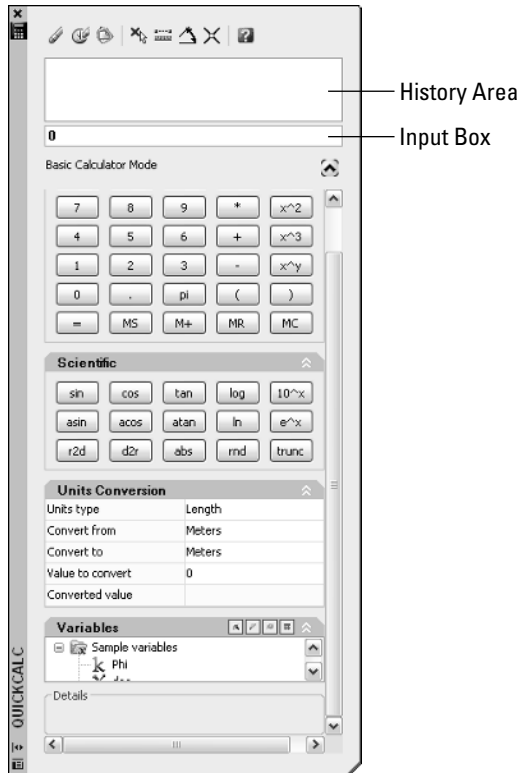 History Area
0
Input Box
Basic Calculator Mode
7 8 9 * x^2
4 5 6 + x^3
1 2 3 - x^y
0 . pi ( )
= MS M+ MR MC
Scientific
sin cos tan log 10^x
asin acos atan ln e^x
r2d d2r abs rnd trunc
Units Conversion
Units type Length
Convert from Meters
Convert to Meters
Value to convert 0
Converted value
Variables
Sample variables
Phi
Details
QUICKCALC